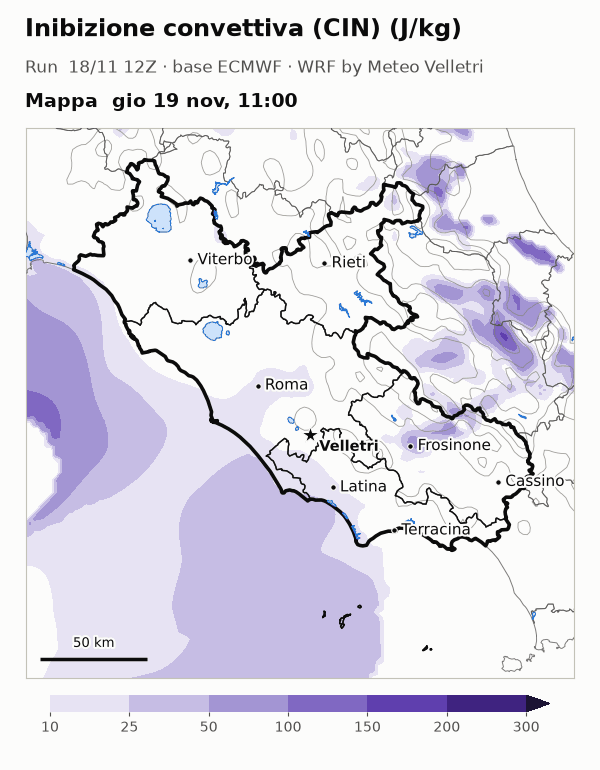 Inibizione convettiva (CIN) (J/kg)
Run  18/11 12Z · base ECMWF · WRF by Meteo Velletri
Mappa  gio 19 nov, 11:00
Viterbo
Rieti
Roma
Velletri
Frosinone
Cassino
Latina
Terracina
50 km
10 25 50 100 150 200 300